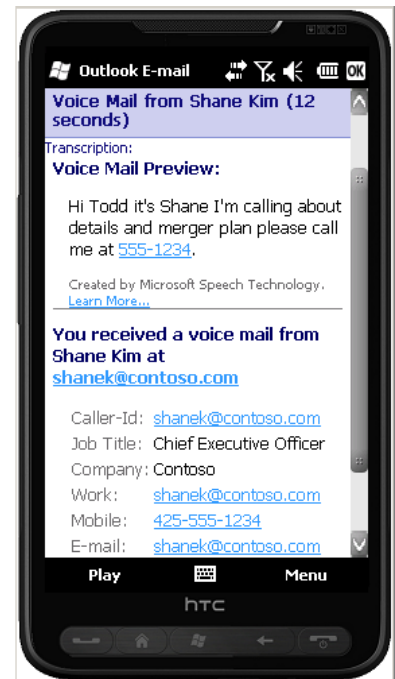 Outlook E-mail OK
Voice Mail from Shane Kim (12
seconds)
Transcription:
Voice Mail Preview:
Hi Todd it's Shane I'm calling about
details and merger plan please call
me at 555-1234.
Created by Microsoft Speech Technology.
Learn More...
You received a voice mail from
Shane Kim at
shanek@contoso.com
Caller-Id: shanek@contoso.com
Job Title: Chief Executive Officer
Company: Contoso
Work: shanek@contoso.com
Mobile: 425-555-1234
E-mail: shanek@contoso.com
Play Menu
hTC